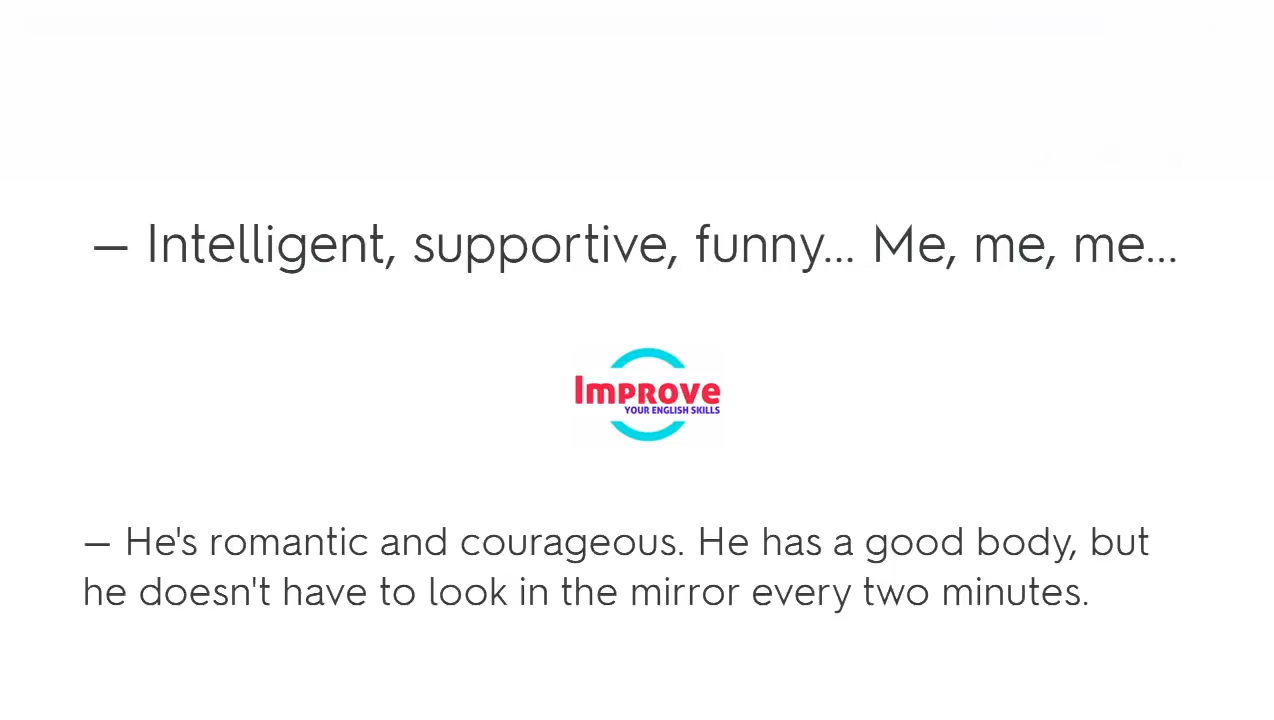 — Intelligent, supportive, funny... Me, me, me...
Improve
YOUR ENGLISH SKILLS
— He's romantic and courageous. He has a good body, but
he doesn't have to look in the mirror every two minutes.